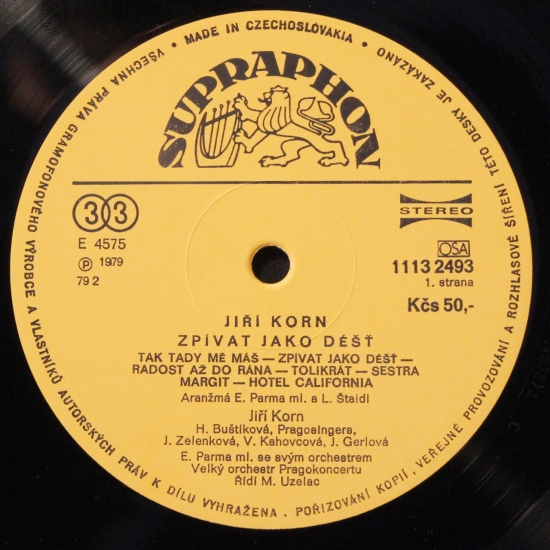 • MADE IN CZECHOSLOVAKIA •
VŠECHNA PRÁVA GRAMOFONOVÉHO VÝROBCE A VLASTNÍKŮ AUTORSKÝCH PRÁV K DÍLU VYHRAŽENA. POŘIZOVÁNÍ KOPIÍ, VEŘEJNÉ PROVOZOVÁNÍ A ROZHLASOVÉ ŠÍŘENÍ TÉTO DESKY JE ZAKÁZÁNO
SUPRAPHON
33
STEREO
E 4575
OSA
℗ 1979
1113 2493
79 2
1. strana
Kčs 50,-
JIŘÍ KORN
ZPÍVAT JAKO DÉŠŤ
TAK TADY MĚ MÁŠ — ZPÍVAT JAKO DÉŠŤ —
RADOST AŽ DO RÁNA — TOLIKRÁT — SESTRA
MARGIT — HOTEL CALIFORNIA
Aranžmá E. Parma ml. a L. Štaidl
Jiří Korn
H. Buštíková, Pragosingers,
J. Zelenková, V. Kahovcová, J. Gerlová
E. Parma ml. se svým orchestrem
Velký orchestr Pragokoncertu
Řídí M. Uzelac